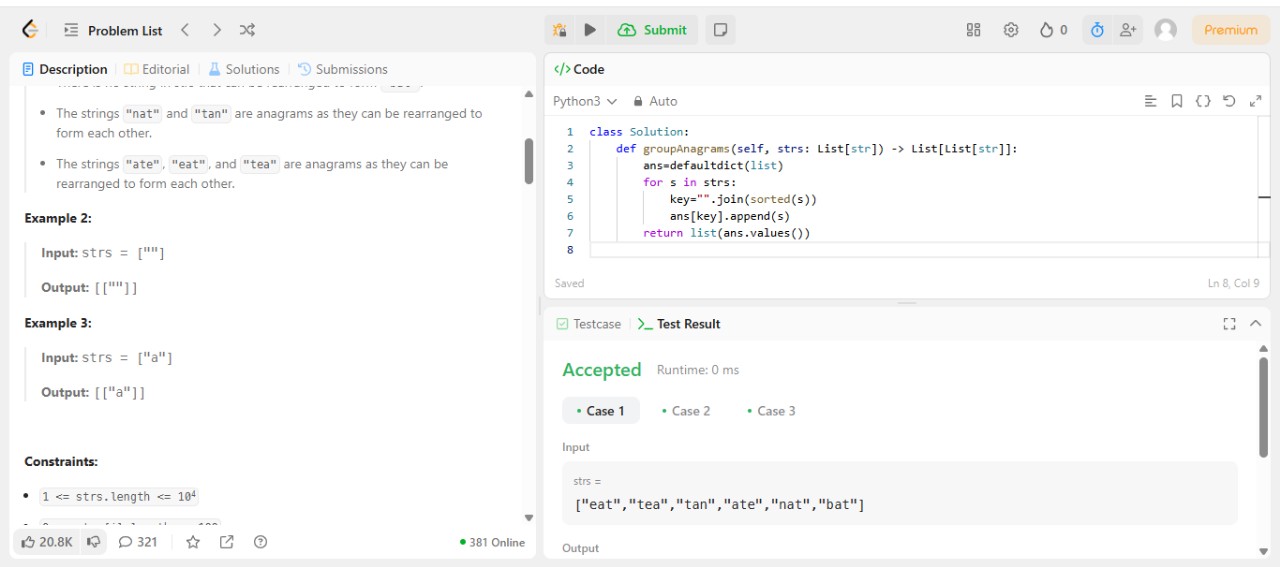 Problem List
Submit
0
Premium
Description
Editorial
Solutions
Submissions
The strings "nat" and "tan" are anagrams as they can be rearranged to
form each other.
The strings "ate", "eat", and "tea" are anagrams as they can be
rearranged to form each other.
Example 2:
Input: strs = [""]
Output: [[""]]
Example 3:
Input: strs = ["a"]
Output: [["a"]]
Constraints:
1 <= strs.length <= 10⁴
20.8K
321
381 Online
</> Code
Python3
Auto
1 class Solution:
2     def groupAnagrams(self, strs: List[str]) -> List[List[str]]:
3         ans=defaultdict(list)
4         for s in strs:
5             key="".join(sorted(s))
6             ans[key].append(s)
7         return list(ans.values())
8
Saved
Ln 8, Col 9
Testcase
>_ Test Result
Accepted
Runtime: 0 ms
Case 1
Case 2
Case 3
Input
strs =
["eat","tea","tan","ate","nat","bat"]
Output